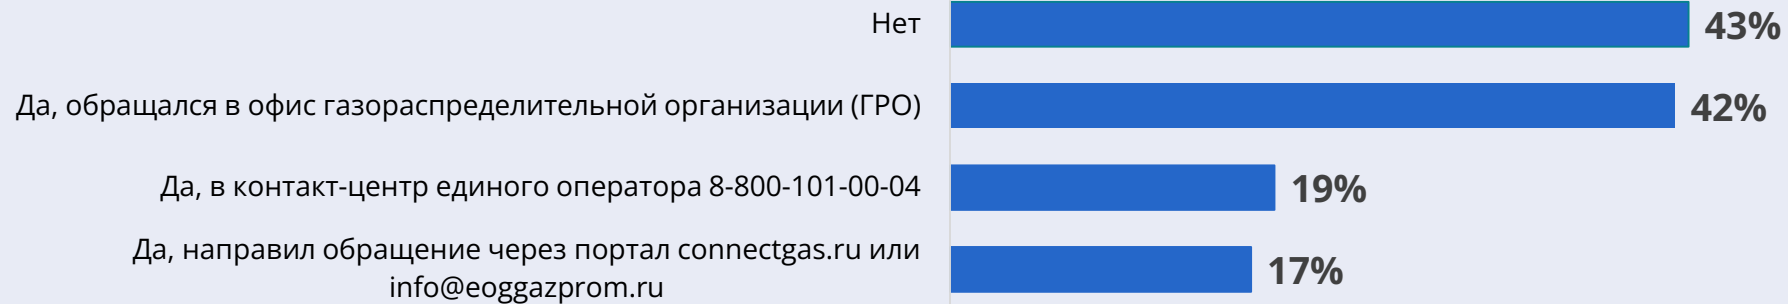 Нет
43%
Да, обращался в офис газораспределительной организации (ГРО)
42%
Да, в контакт-центр единого оператора 8-800-101-00-04
19%
Да, направил обращение через портал connectgas.ru или
info@eoggazprom.ru
17%